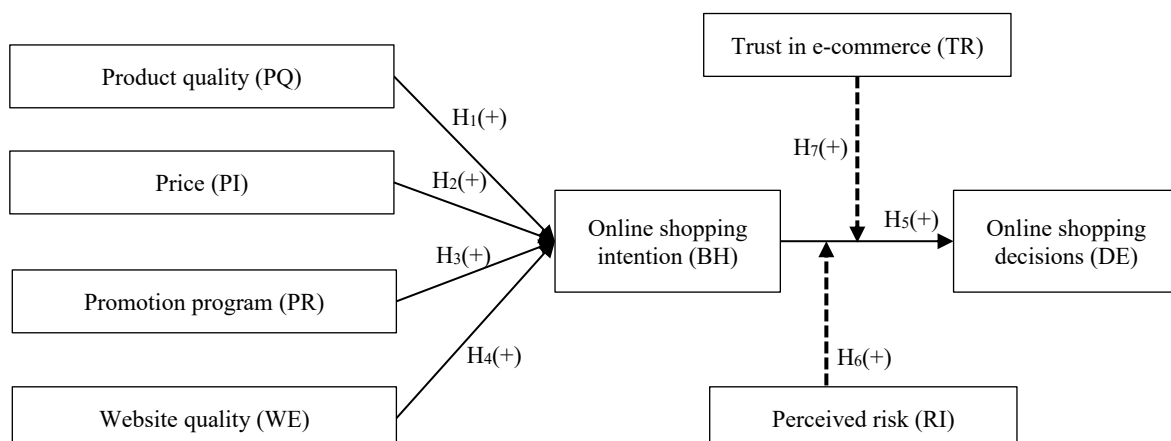 Trust in e-commerce (TR)
Product quality (PQ)
H1(+)
H7(+)
Price (PI)
H2(+)
Online shopping
intention (BH)
H5(+)
Online shopping
decisions (DE)
H3(+)
Promotion program (PR)
H4(+)
H6(+)
Website quality (WE)
Perceived risk (RI)